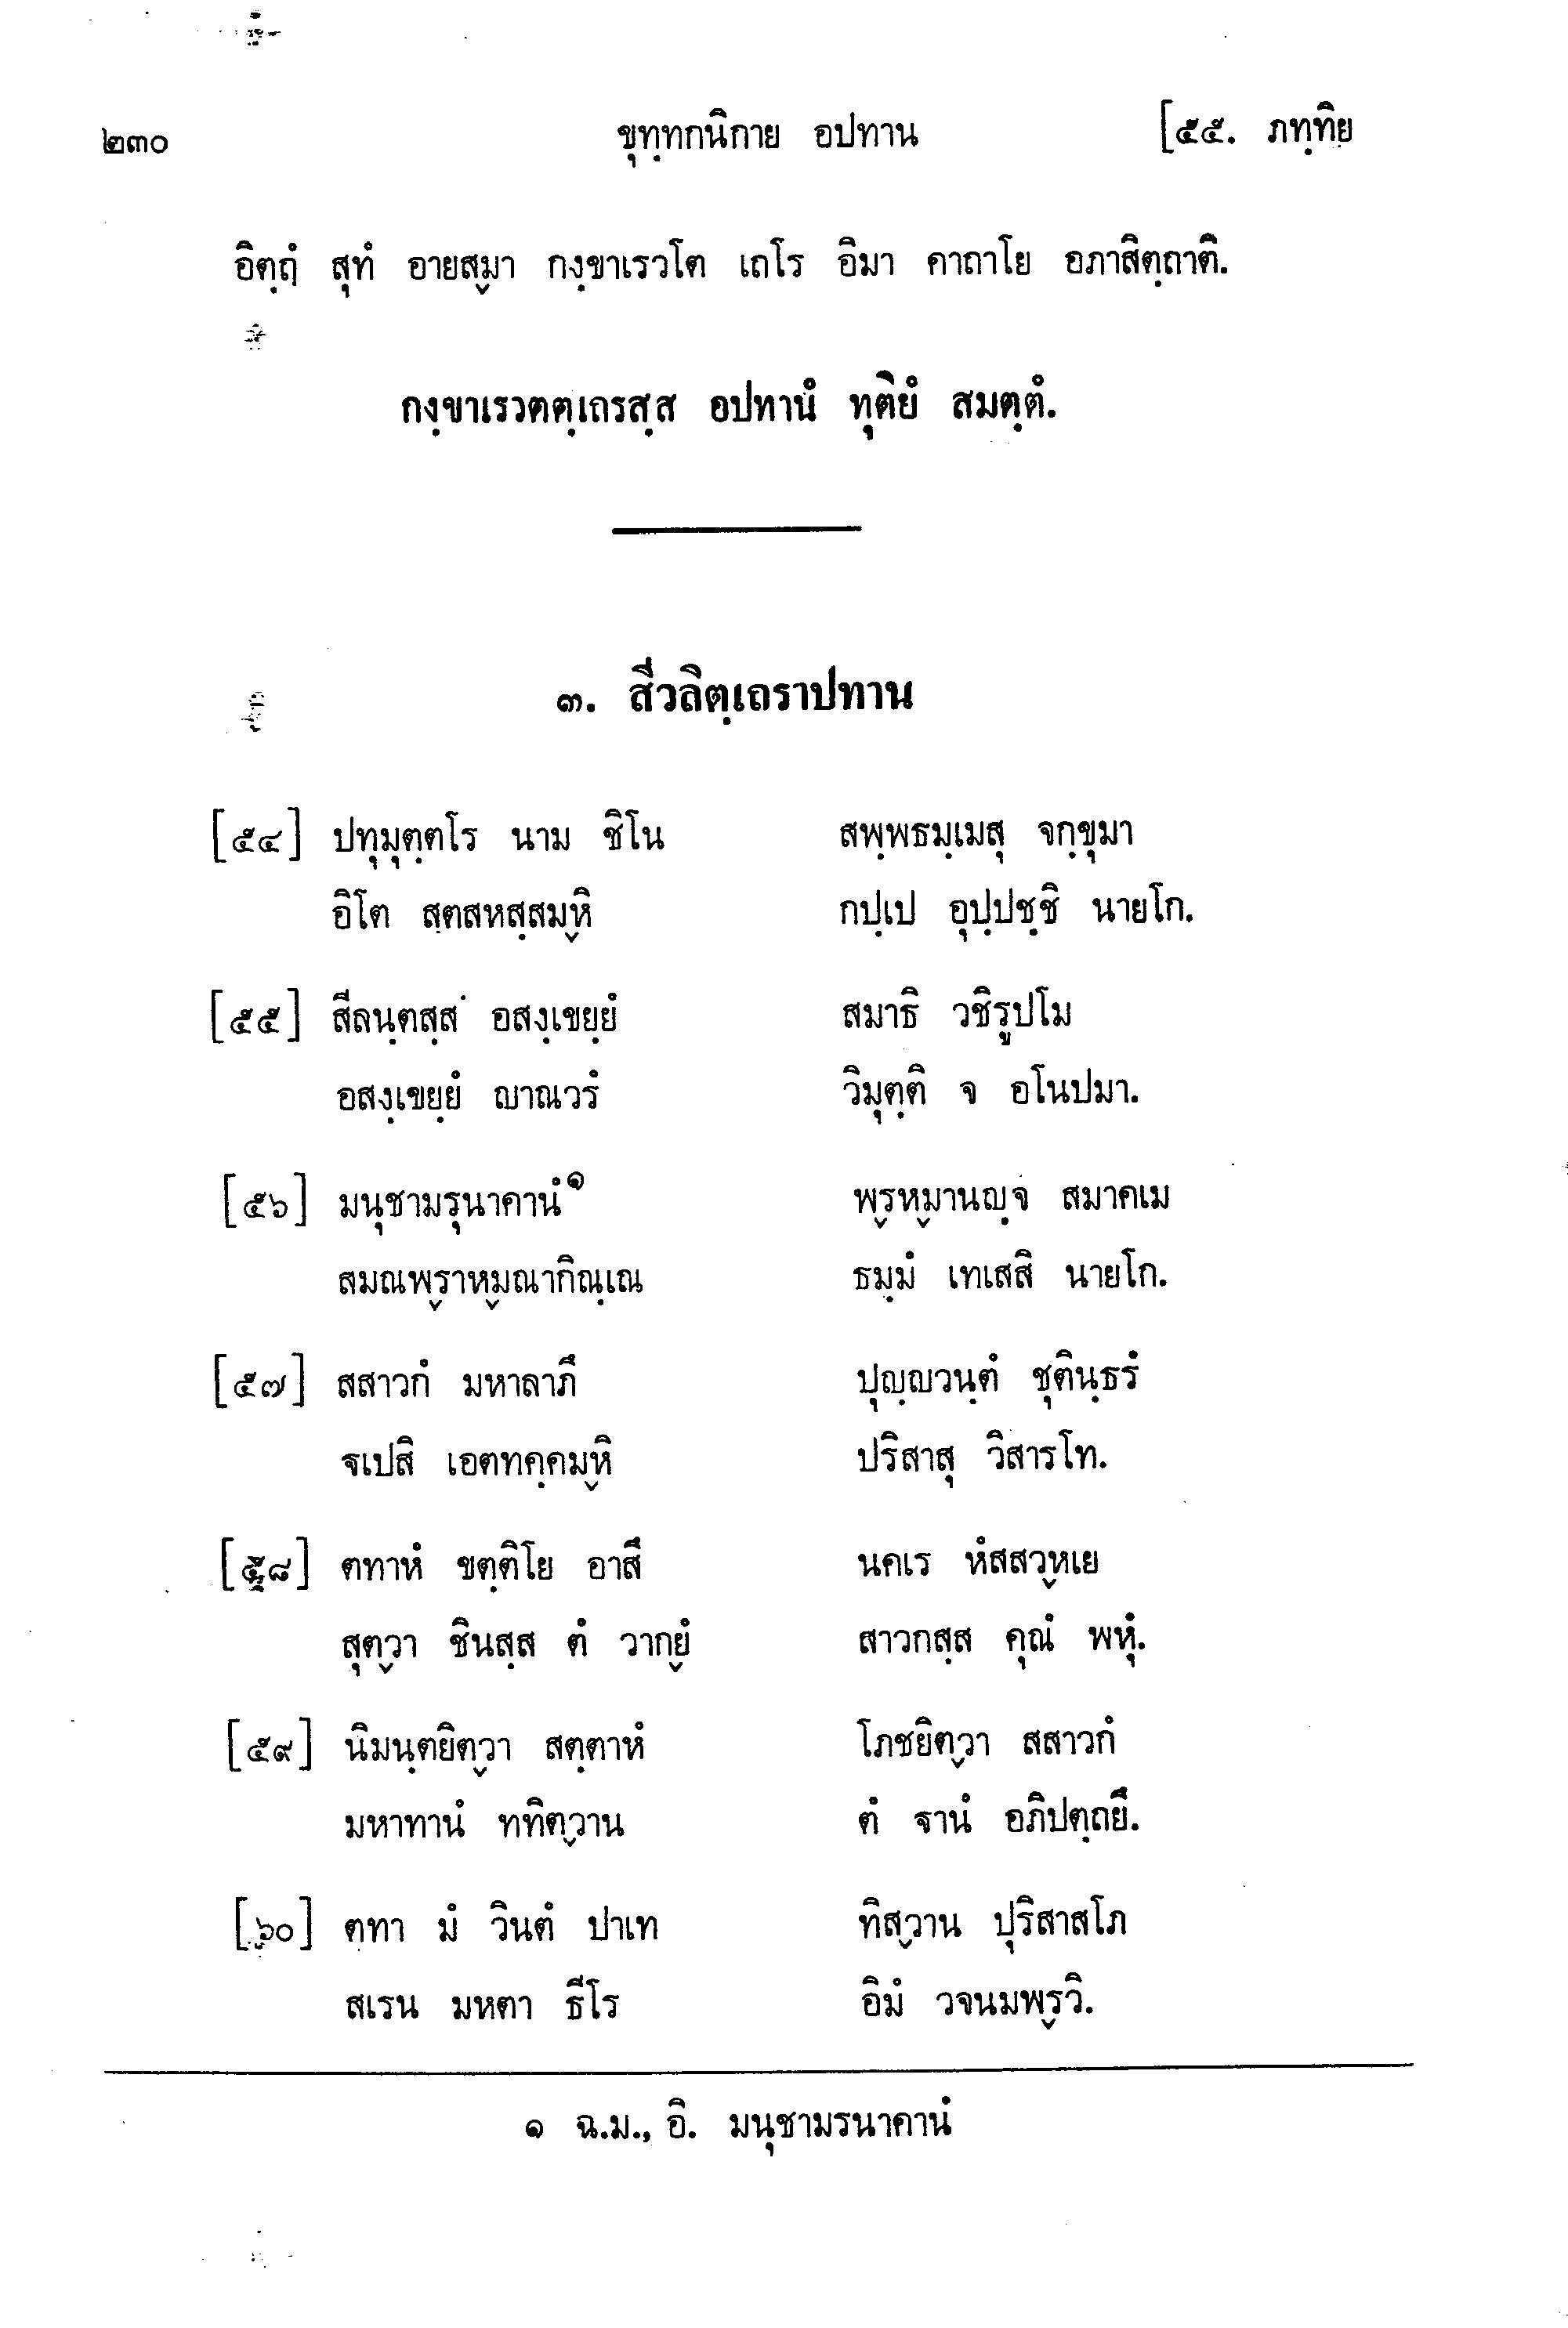 ๒๓๐ ขุทฺทกนิกาย อปทาน [๕๕. ภทฺทิย
อิตฺถํ สุทํ อายสฺมา กงฺขาเรวโต เถโร อิมา คาถาโย อภาสิตฺถาติ.
กงฺขาเรวตตฺเถรสฺส อปทานํ ทุติยํ สมตฺตํ.
๓. สีวลิตฺเถราปทาน
[๕๔] ปทุมุตฺตโร นาม ชิโน สพฺพธมฺเมสุ จกฺขุมา
อิโต สตสหสฺสมฺหิ กปฺเป อุปฺปชฺชิ นายโก.
[๕๕] สีลนฺตสฺส อสงฺเขยฺยํ สมาธิ วชิรูปโม
อสงฺเขยฺยํ ญาณวรํ วิมุตฺติ จ อโนปมา.
[๕๖] มนุชามรุนาคานํ๑ พฺรหฺมานญฺจ สมาคเม
สมณพฺราหฺมณากิณฺเณ ธมฺมํ เทเสสิ นายโก.
[๕๗] สสาวกํ มหาลาภึ ปุญฺญวนฺตํ ชุตินฺธรํ
ฐเปสิ เอตทคฺคมฺหิ ปริสาสุ วิสารโท.
[๕๘] ตทาหํ ขตฺติโย อาสึ นคเร หํสสวฺหเย
สุตฺวา ชินสฺส ตํ วากฺยํ สาวกสฺส คุณํ พหุํ.
[๕๙] นิมนฺตยิตฺวา สตฺตาหํ โภชยิตฺวา สสาวกํ
มหาทานํ ททิตฺวาน ตํ ฐานํ อภิปตฺถยึ.
[๖๐] ตทา มํ วินตํ ปาเท ทิสฺวาน ปุริสาสโภ
สเรน มหตา ธีโร อิมํ วจนมพฺรวิ.
๑ ฉ.ม., อิ. มนุชามรนาคานํ